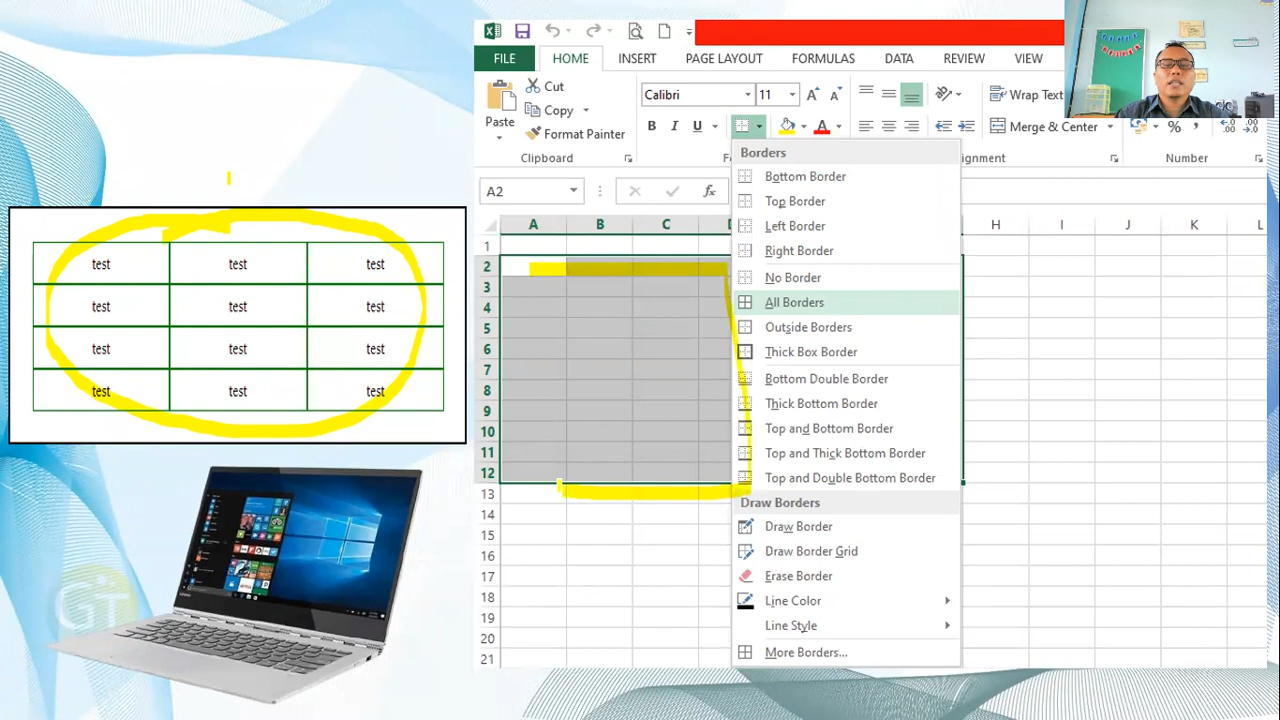 FILE HOME INSERT PAGE LAYOUT FORMULAS DATA REVIEW VIEW
Cut
Copy
Format Painter
Paste
Clipboard
Calibri 11
B I U
Wrap Text
Merge & Center
% ,
Number
A2
fx
A B C H I J K L
Borders
Bottom Border
Top Border
Left Border
Right Border
No Border
All Borders
Outside Borders
Thick Box Border
Bottom Double Border
Thick Bottom Border
Top and Bottom Border
Top and Thick Bottom Border
Top and Double Bottom Border
Draw Borders
Draw Border
Draw Border Grid
Erase Border
Line Color
Line Style
More Borders...
1
2
3
4
5
6
7
8
9
10
11
12
13
14
15
16
17
18
19
20
21
test test test
test test test
test test test
test test test